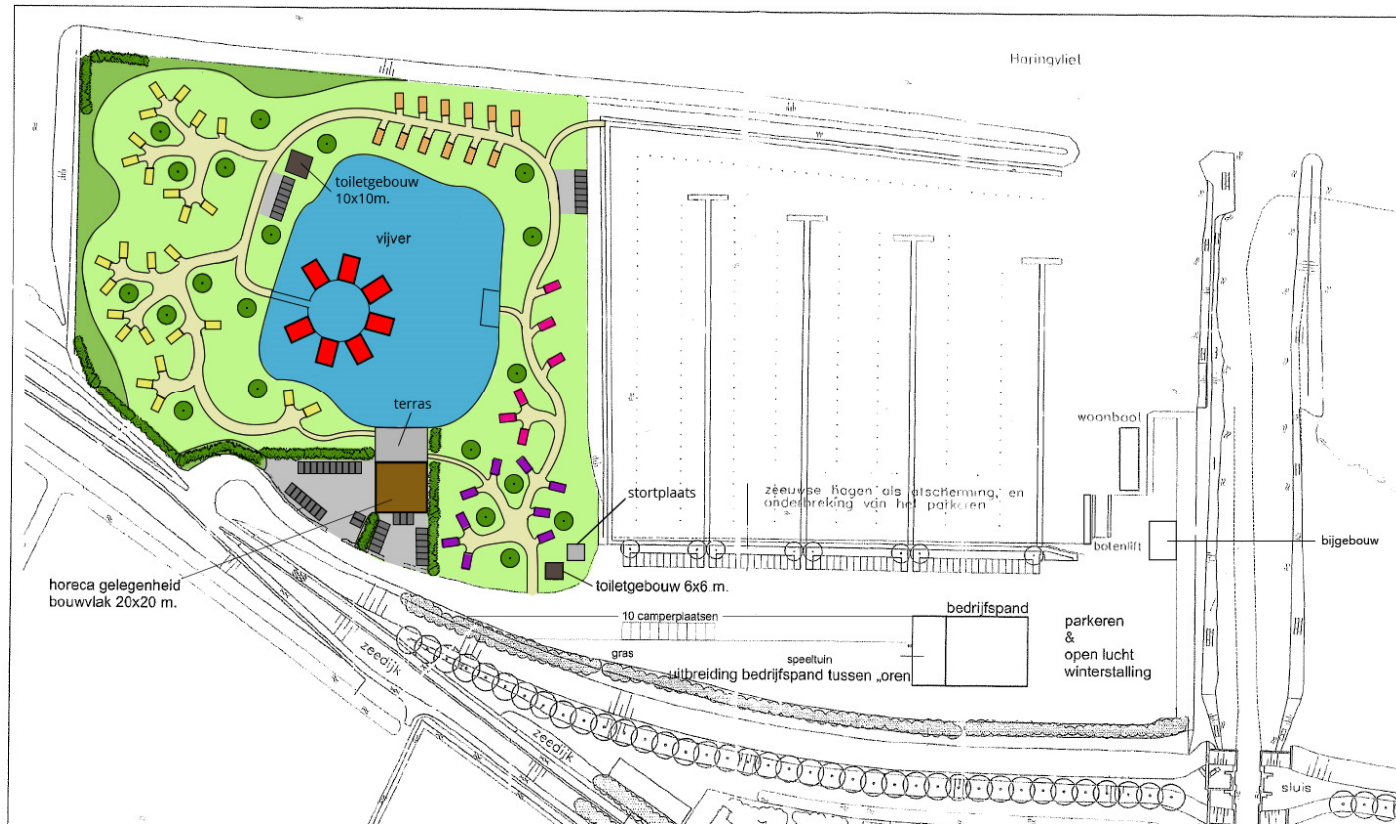 Haringvliet
toiletgebouw
10x10m.
vijver
terras
woonboot
stortplaats
zeeuwse hagen als afscherming, en
onderbreking van het parkeren
botenlift
bijgebouw
horeca gelegenheid
bouwvlak 20x20 m.
toiletgebouw 6x6 m.
10 camperplaatsen
bedrijfspand
parkeren
&
open lucht
winterstalling
gras
speeltuin
uitbreiding bedrijfspand tussen „oren
zeedijk
zeedijk
sluis